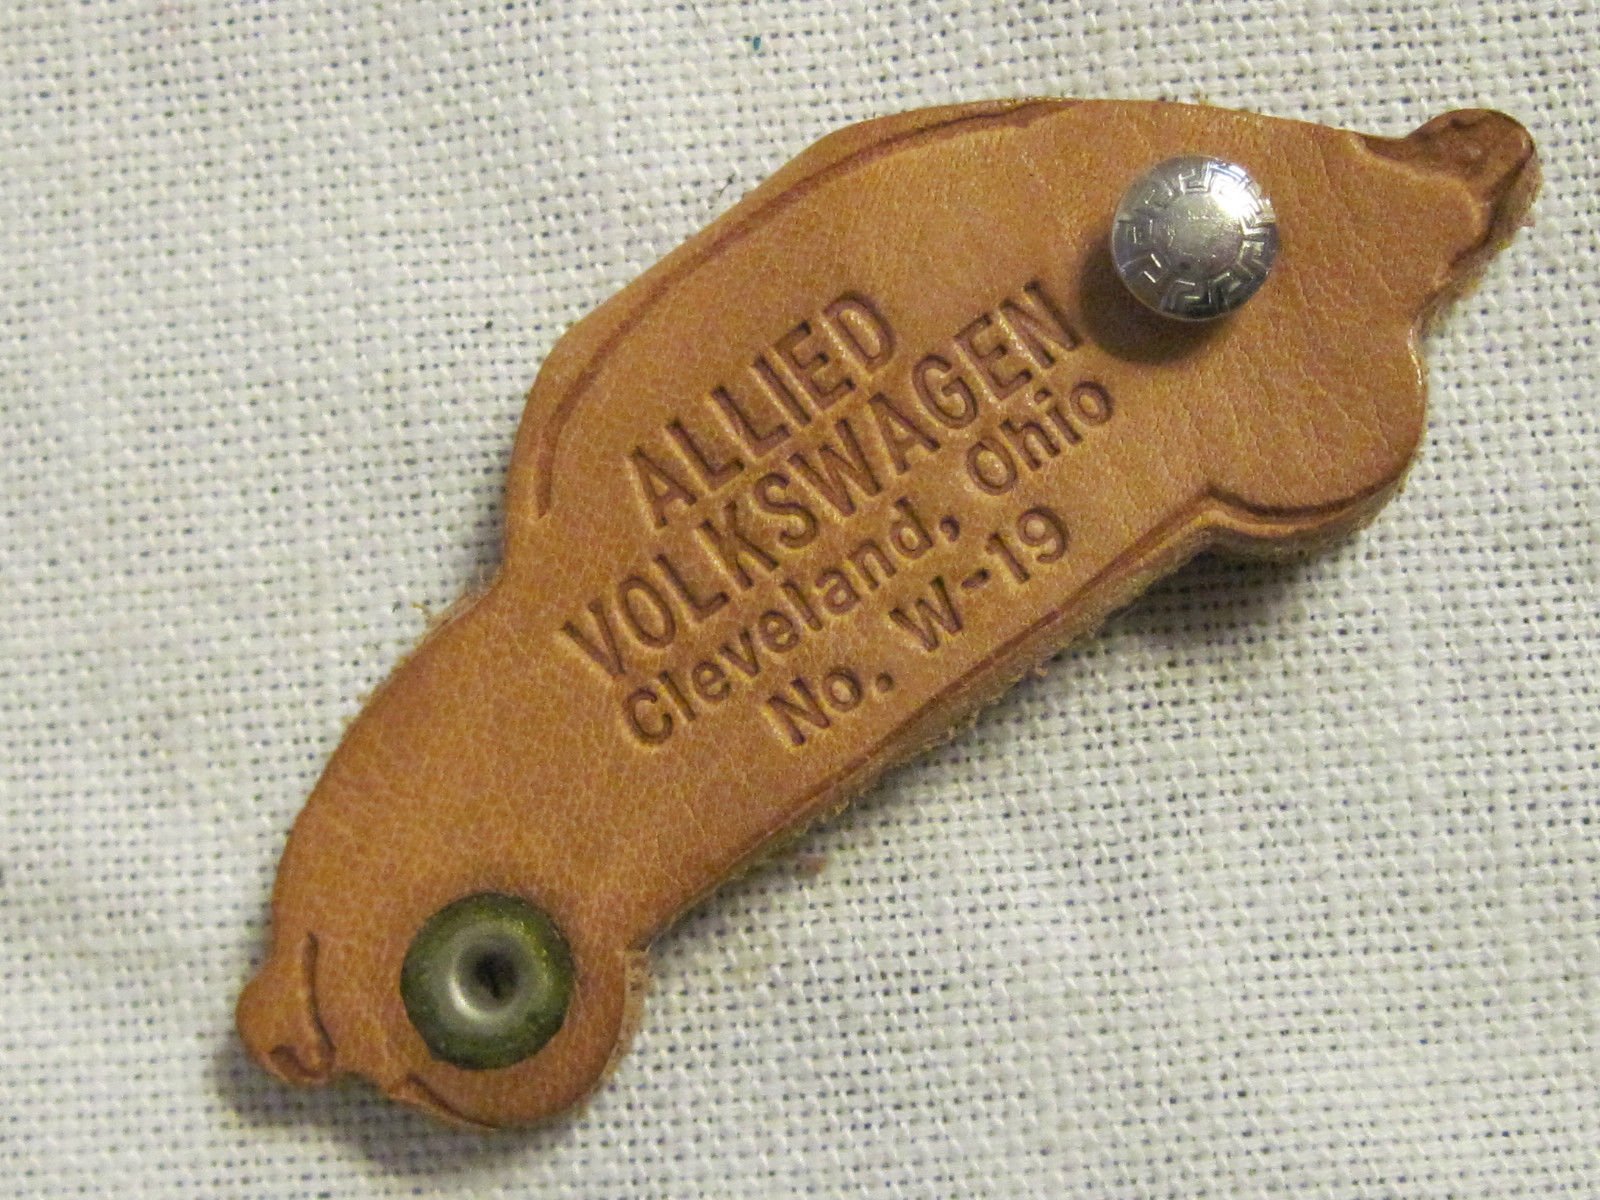 ALLIED
VOLKSWAGEN
Cleveland, Ohio
No. W-19